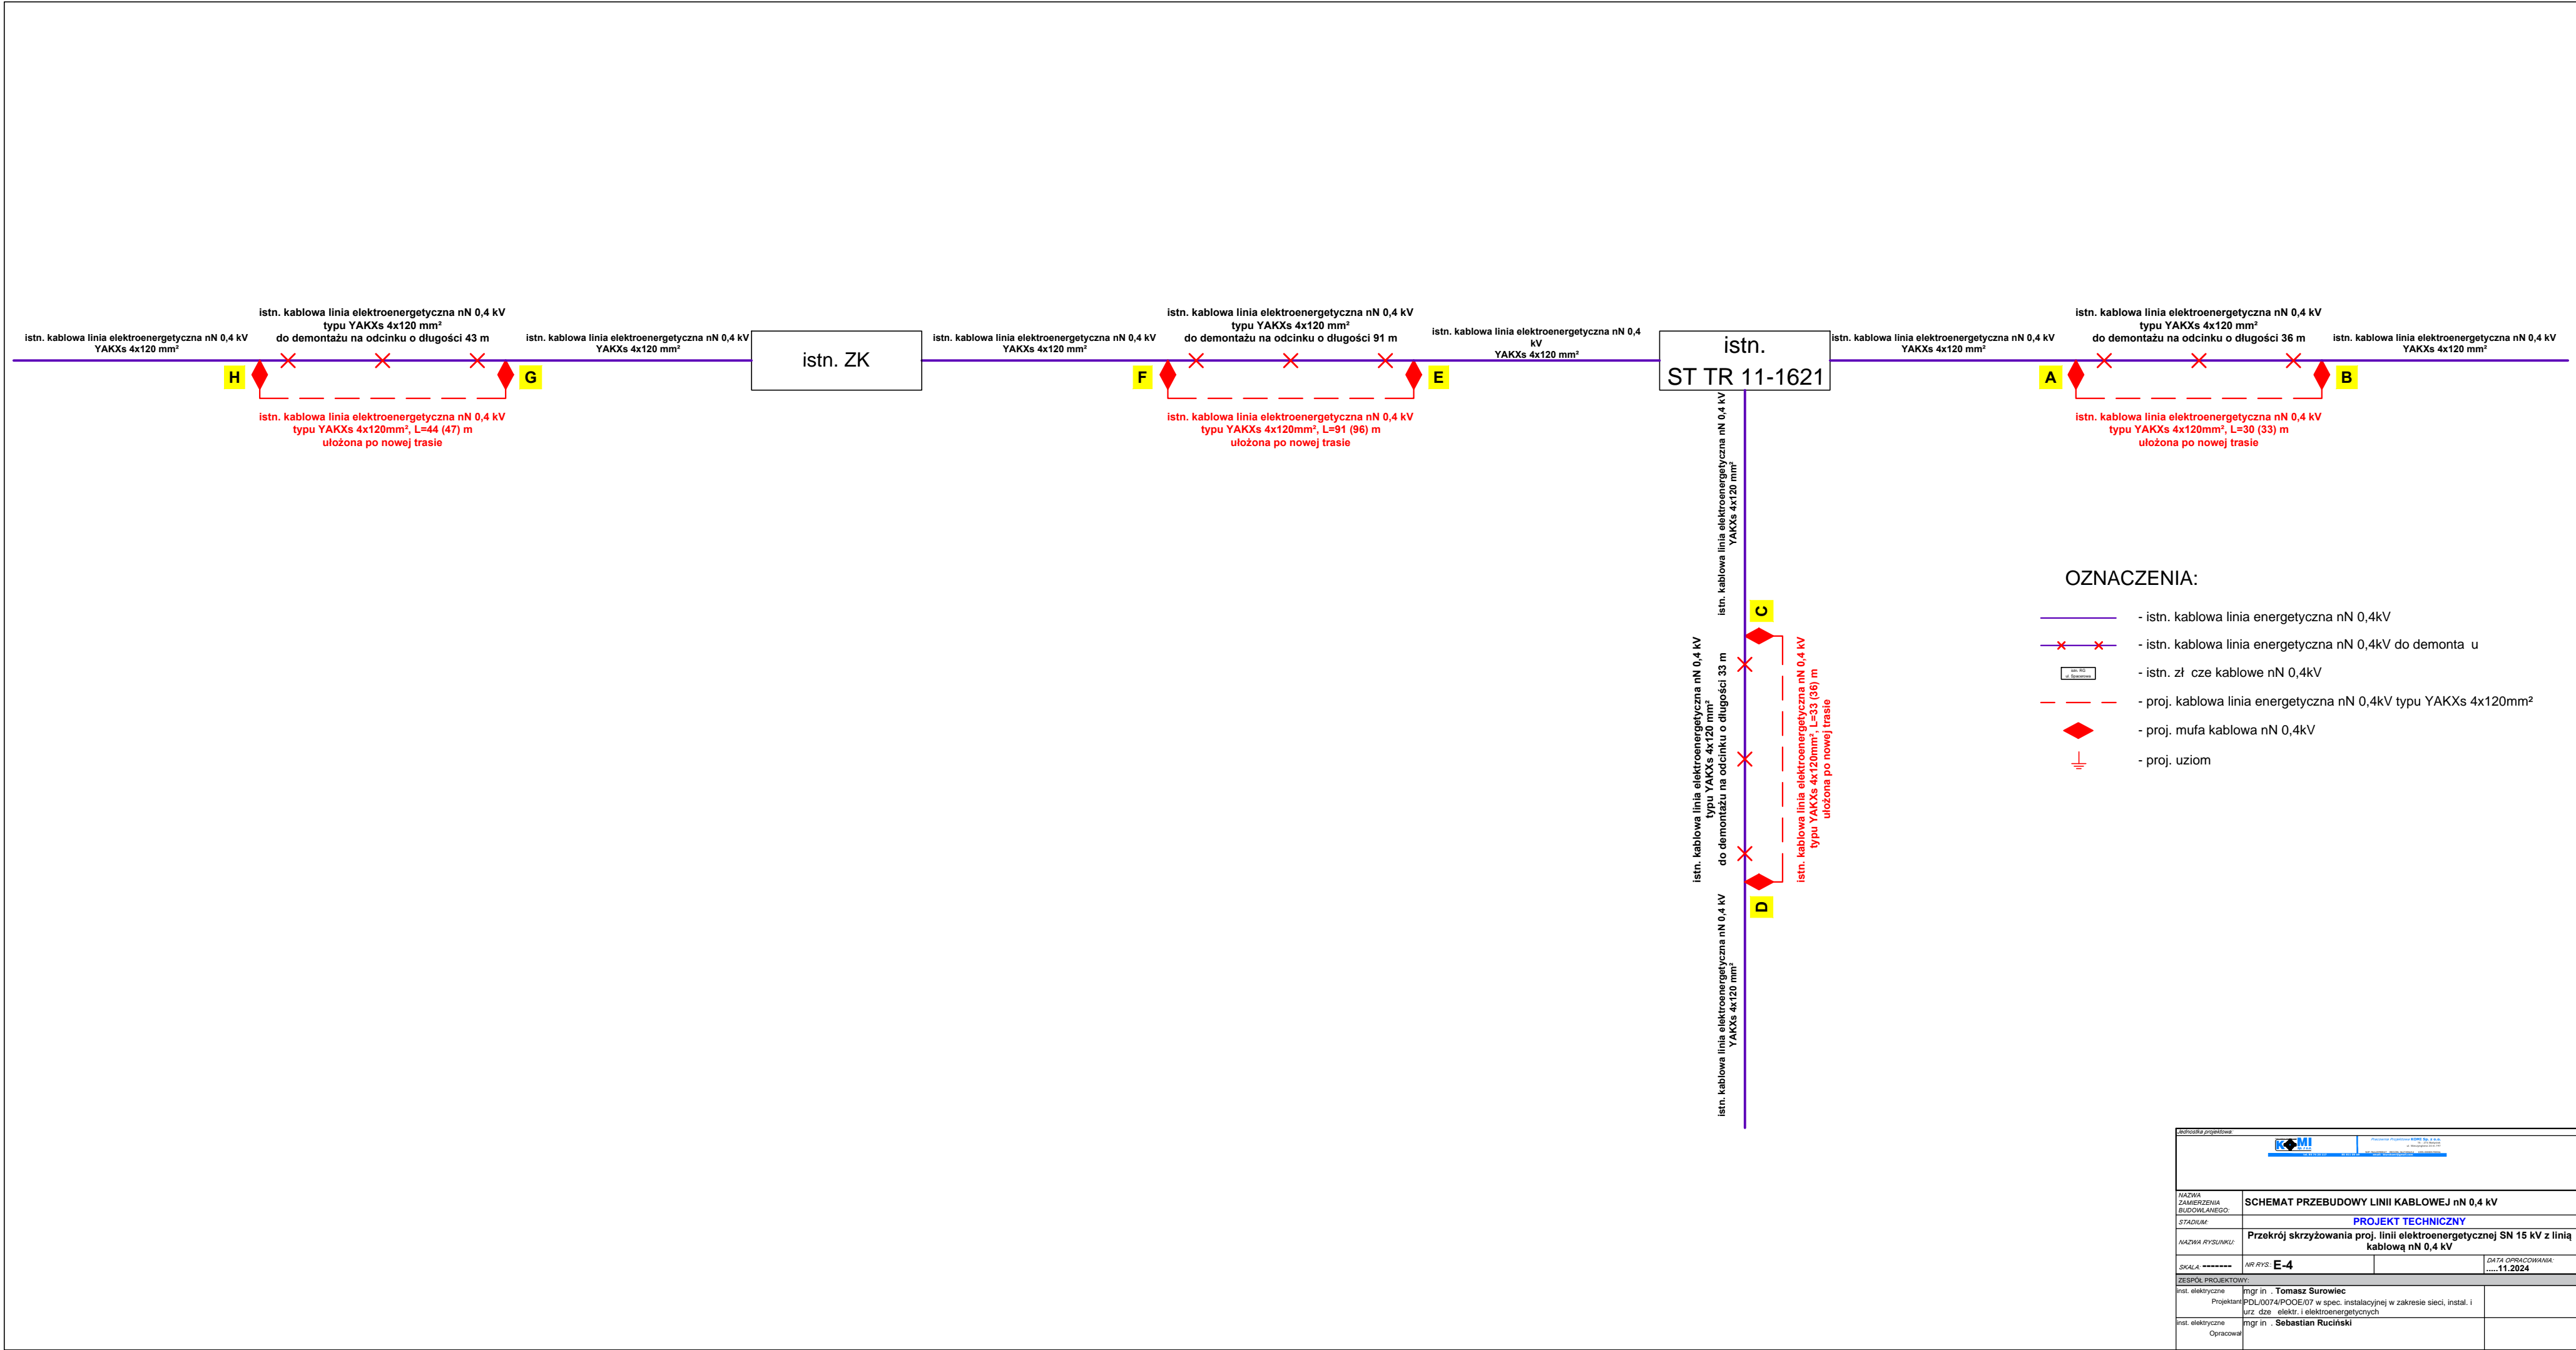 istn. kablowa linia elektroenergetyczna nN 0,4 kV
YAKXs 4x120 mm²
istn. kablowa linia elektroenergetyczna nN 0,4 kV
typu YAKXs 4x120 mm²
do demontażu na odcinku o długości 43 m
istn. kablowa linia elektroenergetyczna nN 0,4 kV
YAKXs 4x120 mm²
H
G
istn. kablowa linia elektroenergetyczna nN 0,4 kV
typu YAKXs 4x120mm², L=44 (47) m
ułożona po nowej trasie
istn. ZK
istn. kablowa linia elektroenergetyczna nN 0,4 kV
YAKXs 4x120 mm²
istn. kablowa linia elektroenergetyczna nN 0,4 kV
typu YAKXs 4x120 mm²
do demontażu na odcinku o długości 91 m
istn. kablowa linia elektroenergetyczna nN 0,4
kV
YAKXs 4x120 mm²
F
E
istn. kablowa linia elektroenergetyczna nN 0,4 kV
typu YAKXs 4x120mm², L=91 (96) m
ułożona po nowej trasie
istn.
ST TR 11-1621
istn. kablowa linia elektroenergetyczna nN 0,4 kV
YAKXs 4x120 mm²
istn. kablowa linia elektroenergetyczna nN 0,4 kV
typu YAKXs 4x120 mm²
do demontażu na odcinku o długości 36 m
istn. kablowa linia elektroenergetyczna nN 0,4 kV
YAKXs 4x120 mm²
A
B
istn. kablowa linia elektroenergetyczna nN 0,4 kV
typu YAKXs 4x120mm², L=30 (33) m
ułożona po nowej trasie
istn. kablowa linia elektroenergetyczna nN 0,4 kV
YAKXs 4x120 mm²
C
istn. kablowa linia elektroenergetyczna nN 0,4 kV
typu YAKXs 4x120 mm²
do demontażu na odcinku o długości 33 m
istn. kablowa linia elektroenergetyczna nN 0,4 kV
typu YAKXs 4x120mm², L=33 (36) m
ułożona po nowej trasie
D
istn. kablowa linia elektroenergetyczna nN 0,4 kV
YAKXs 4x120 mm²
OZNACZENIA:
- istn. kablowa linia energetyczna nN 0,4kV
- istn. kablowa linia energetyczna nN 0,4kV do demonta u
- istn. zł cze kablowe nN 0,4kV
- proj. kablowa linia energetyczna nN 0,4kV typu YAKXs 4x120mm²
- proj. mufa kablowa nN 0,4kV
- proj. uziom
Jednostka projektowa:
KOMI
NAZWA
ZAMIERZENIA
BUDOWLANEGO:
SCHEMAT PRZEBUDOWY LINII KABLOWEJ nN 0,4 kV
STADIUM:
PROJEKT TECHNICZNY
NAZWA RYSUNKU:
Przekrój skrzyżowania proj. linii elektroenergetycznej SN 15 kV z linią
kablową nN 0,4 kV
SKALA: -------
NR RYS.: E-4
DATA OPRACOWANIA:
.....11.2024
ZESPÓŁ PROJEKTOWY:
inst. elektryczne
Projektant
mgr in . Tomasz Surowiec
PDL/0074/POOE/07 w spec. instalacyjnej w zakresie sieci, instal. i
urz dze elektr. i elektroenergetycznych
inst. elektryczne
Opracował
mgr in . Sebastian Ruciński